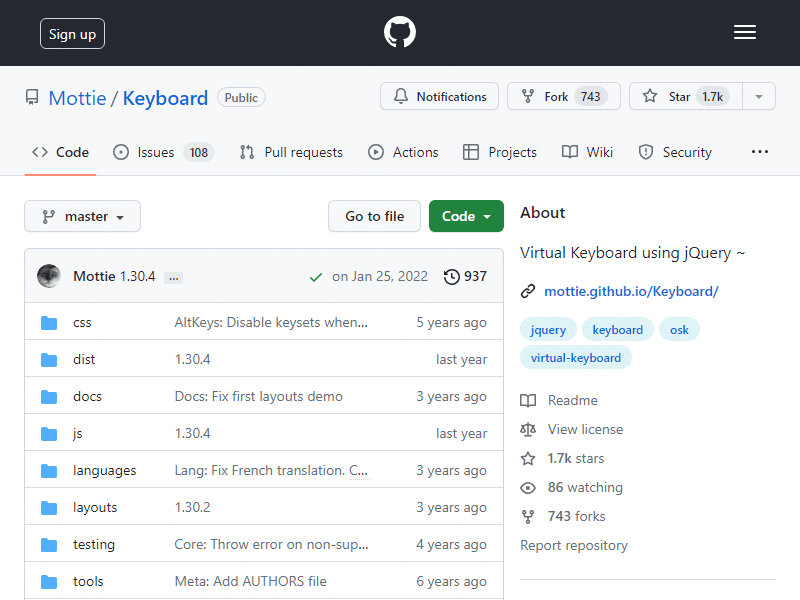 Sign up
Mottie / Keyboard Public
Notifications Fork 743 Star 1.7k
Code Issues 108 Pull requests Actions Projects Wiki Security ...
master Go to file Code
Mottie 1.30.4 ... on Jan 25, 2022 937
css AltKeys: Disable keysets when... 5 years ago
dist 1.30.4 last year
docs Docs: Fix first layouts demo 3 years ago
js 1.30.4 last year
languages Lang: Fix French translation. C... 3 years ago
layouts 1.30.2 3 years ago
testing Core: Throw error on non-sup... 4 years ago
tools Meta: Add AUTHORS file 6 years ago
About
Virtual Keyboard using jQuery ~
mottie.github.io/Keyboard/
jquery keyboard osk
virtual-keyboard
Readme
View license
1.7k stars
86 watching
743 forks
Report repository